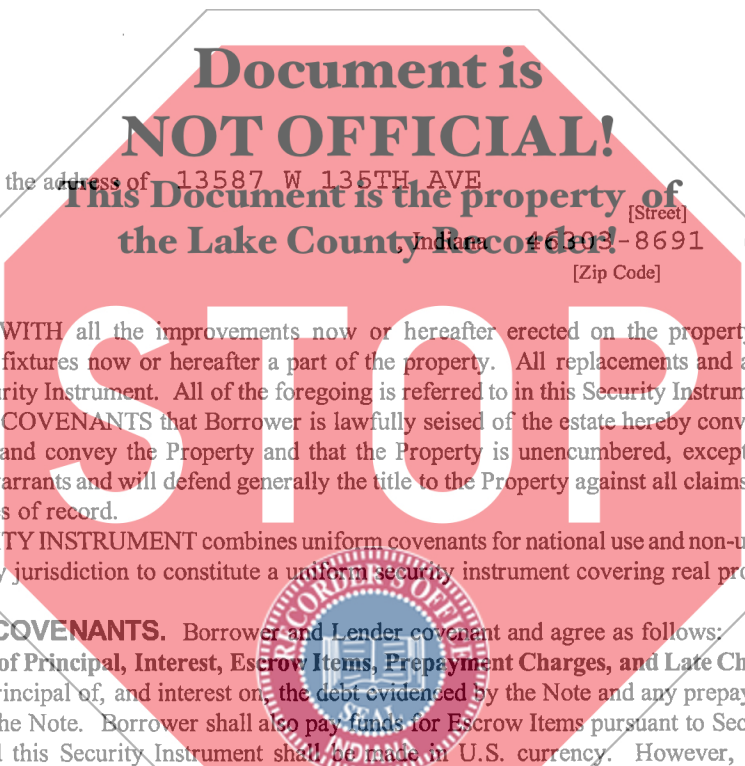 Document is
NOT OFFICIAL!
the address of 13587 W 135TH AVE
This Document is the property of
[Street]
the Lake County Recorder!
, Indiana 46303-8691
[Zip Code]
STOP
WITH all the improvements now or hereafter erected on the property
fixtures now or hereafter a part of the property. All replacements and a
rity Instrument. All of the foregoing is referred to in this Security Instrum
COVENANTS that Borrower is lawfully seised of the estate hereby conv
and convey the Property and that the Property is unencumbered, except
arrants and will defend generally the title to the Property against all claims
s of record.
TY INSTRUMENT combines uniform covenants for national use and non-u
y jurisdiction to constitute a uniform security instrument covering real pro
COVENANTS. Borrower and Lender covenant and agree as follows:
of Principal, Interest, Escrow Items, Prepayment Charges, and Late Ch
rincipal of, and interest on, the debt evidenced by the Note and any prepay
he Note. Borrower shall also pay funds for Escrow Items pursuant to Sec
this Security Instrument shall be made in U.S. currency. However,
RECORDER'S OFFICE
SEAL